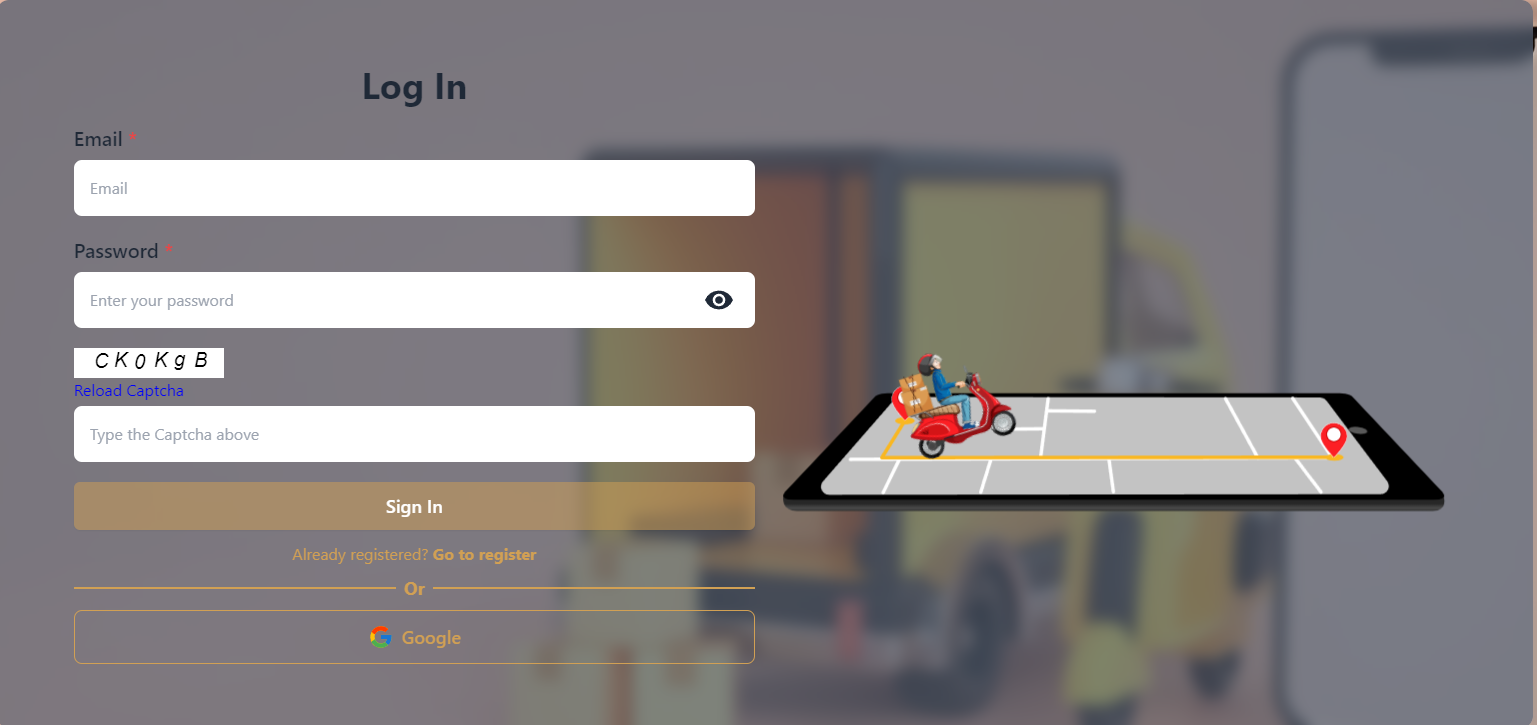 Log In
Email *
Email
Password *
Enter your password
C K 0 K g B
Reload Captcha
Type the Captcha above
Sign In
Already registered? Go to register
Or
Google